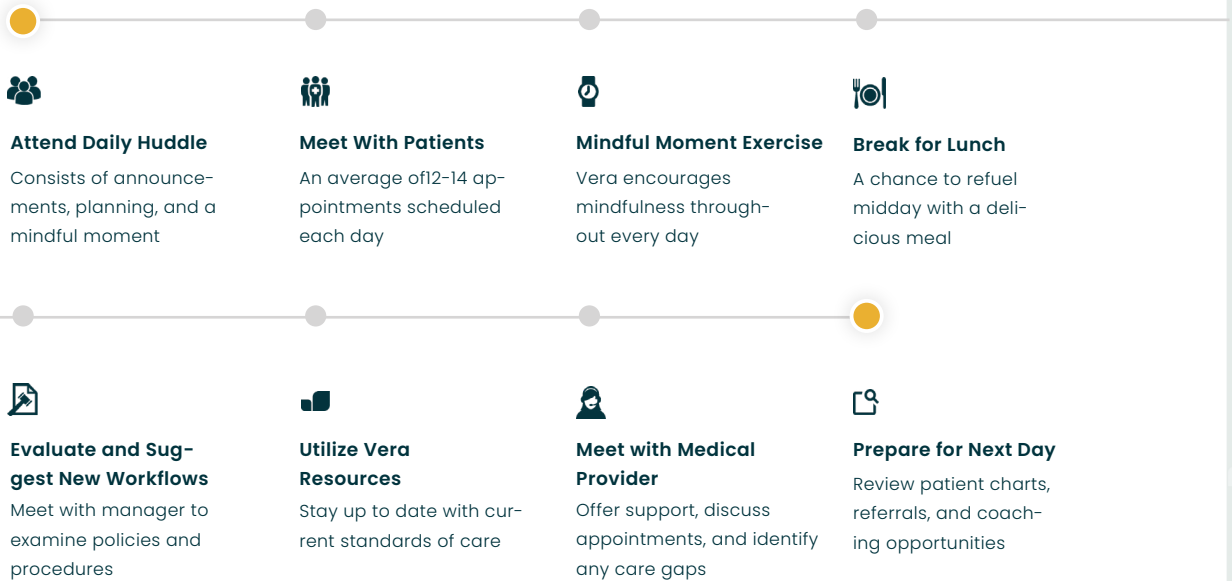 Attend Daily Huddle
Consists of announce-
ments, planning, and a
mindful moment
Meet With Patients
An average of12-14 ap-
pointments scheduled
each day
Mindful Moment Exercise
Vera encourages
mindfulness through-
out every day
Break for Lunch
A chance to refuel
midday with a deli-
cious meal
Evaluate and Sug-
gest New Workflows
Meet with manager to
examine policies and
procedures
Utilize Vera
Resources
Stay up to date with cur-
rent standards of care
Meet with Medical
Provider
Offer support, discuss
appointments, and identify
any care gaps
Prepare for Next Day
Review patient charts,
referrals, and coach-
ing opportunities